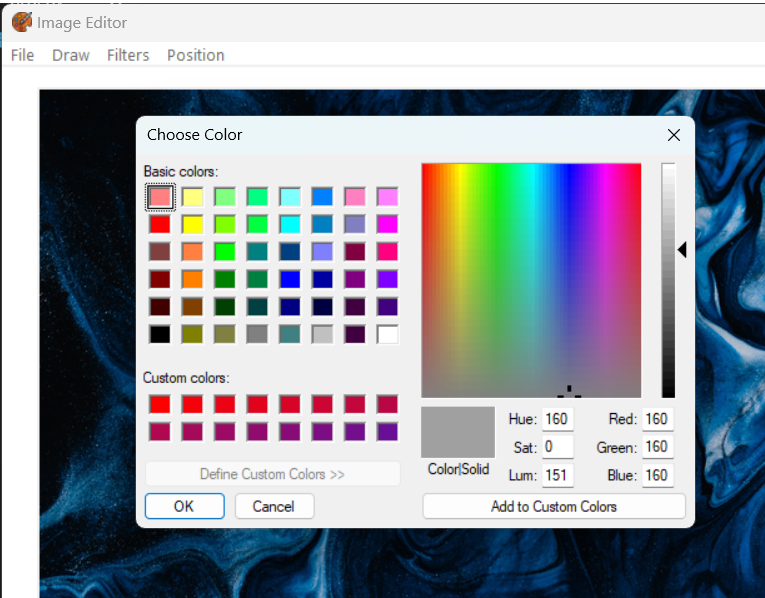 Image Editor
File Draw Filters Position
Choose Color
Basic colors:
Custom colors:
Define Custom Colors >>
OK Cancel
Color|Solid
Hue: 160 Red: 160
Sat: 0 Green: 160
Lum: 151 Blue: 160
Add to Custom Colors